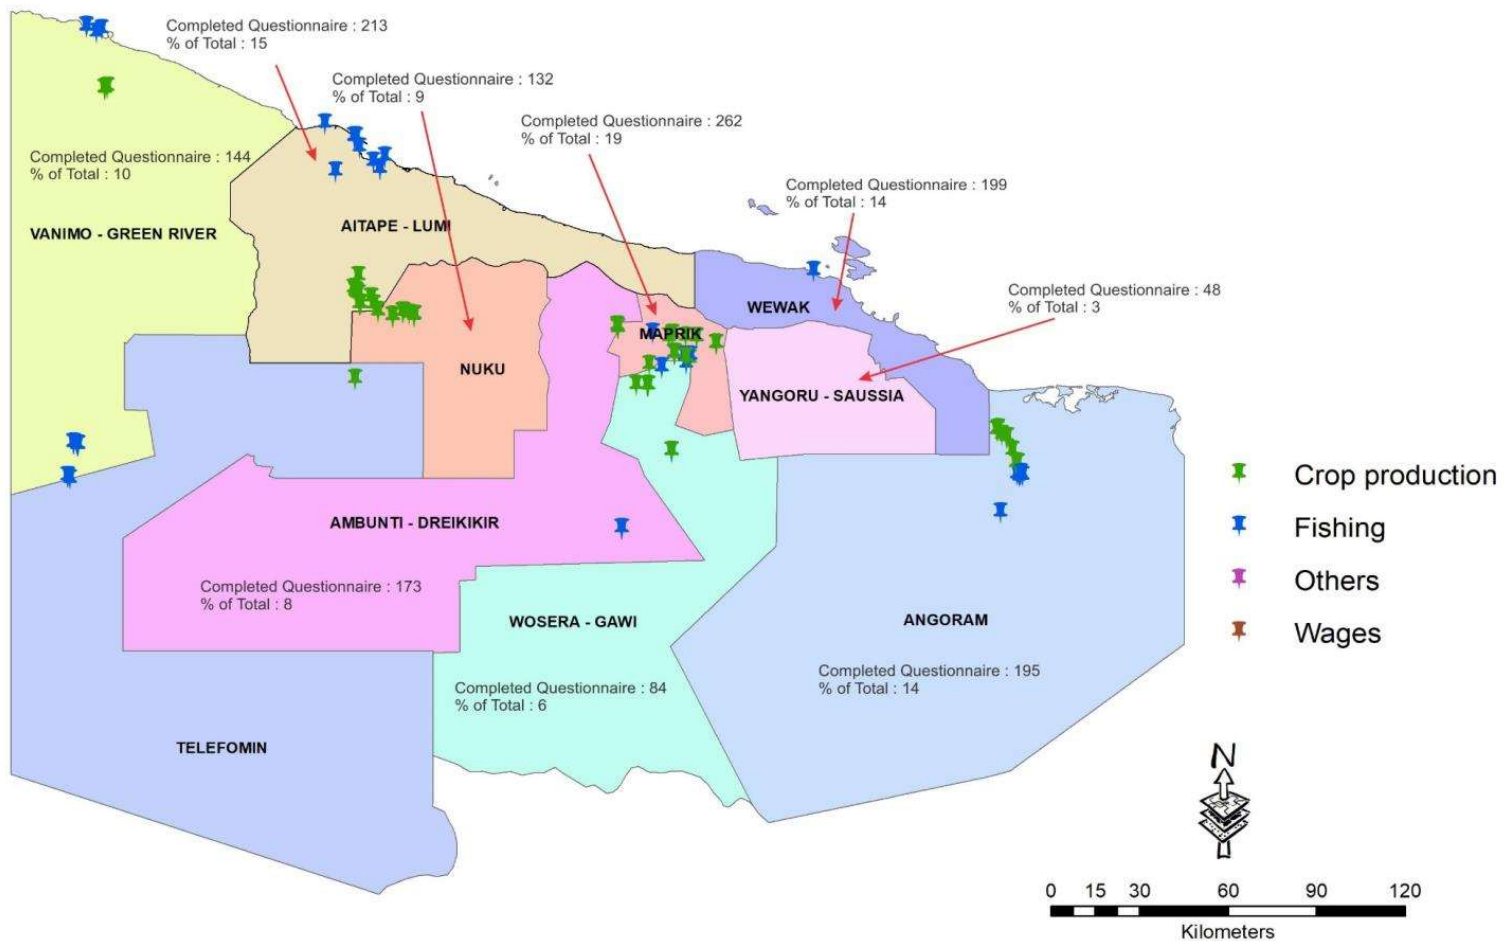 Completed Questionnaire : 213
% of Total : 15
Completed Questionnaire : 132
% of Total : 9
Completed Questionnaire : 262
% of Total : 19
Completed Questionnaire : 144
% of Total : 10
Completed Questionnaire : 199
% of Total : 14
VANIMO - GREEN RIVER
AITAPE - LUMI
Completed Questionnaire : 48
% of Total : 3
WEWAK
MAPRIK
NUKU
YANGORU - SAUSSIA
Crop production
Fishing
Others
Wages
AMBUNTI - DREIKIKIR
Completed Questionnaire : 173
% of Total : 8
WOSERA - GAWI
ANGORAM
Completed Questionnaire : 195
% of Total : 14
Completed Questionnaire : 84
% of Total : 6
TELEFOMIN
N
0 15 30 60 90 120
Kilometers